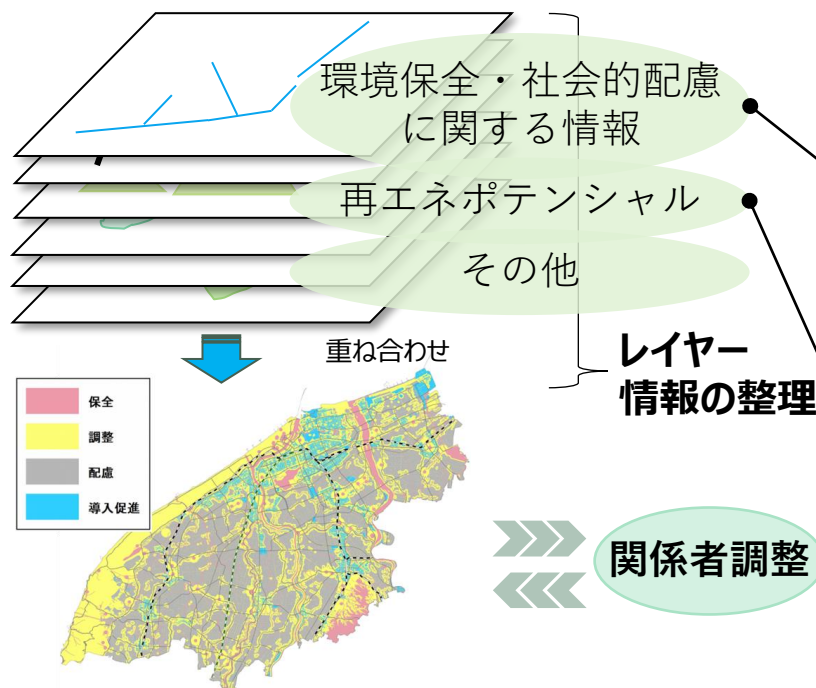 環境保全・社会的配慮
に関する情報
再エネポテンシャル
その他
重ね合わせ
レイヤー
情報の整理
保全
調整
配慮
導入促進
関係者調整